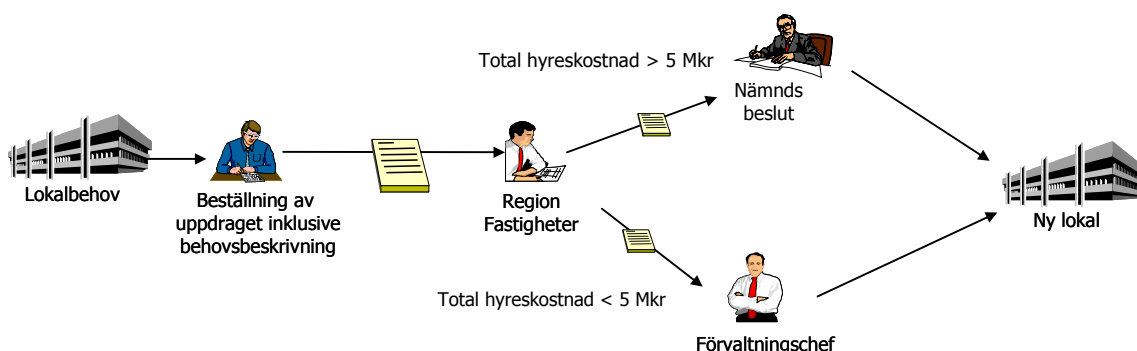 Total hyreskostnad > 5 Mkr
Nämnds
beslut
Lokalbehov
Beställning av
uppdraget inklusive
behovsbeskrivning
Region
Fastigheter
Ny lokal
Total hyreskostnad < 5 Mkr
Förvaltningschef